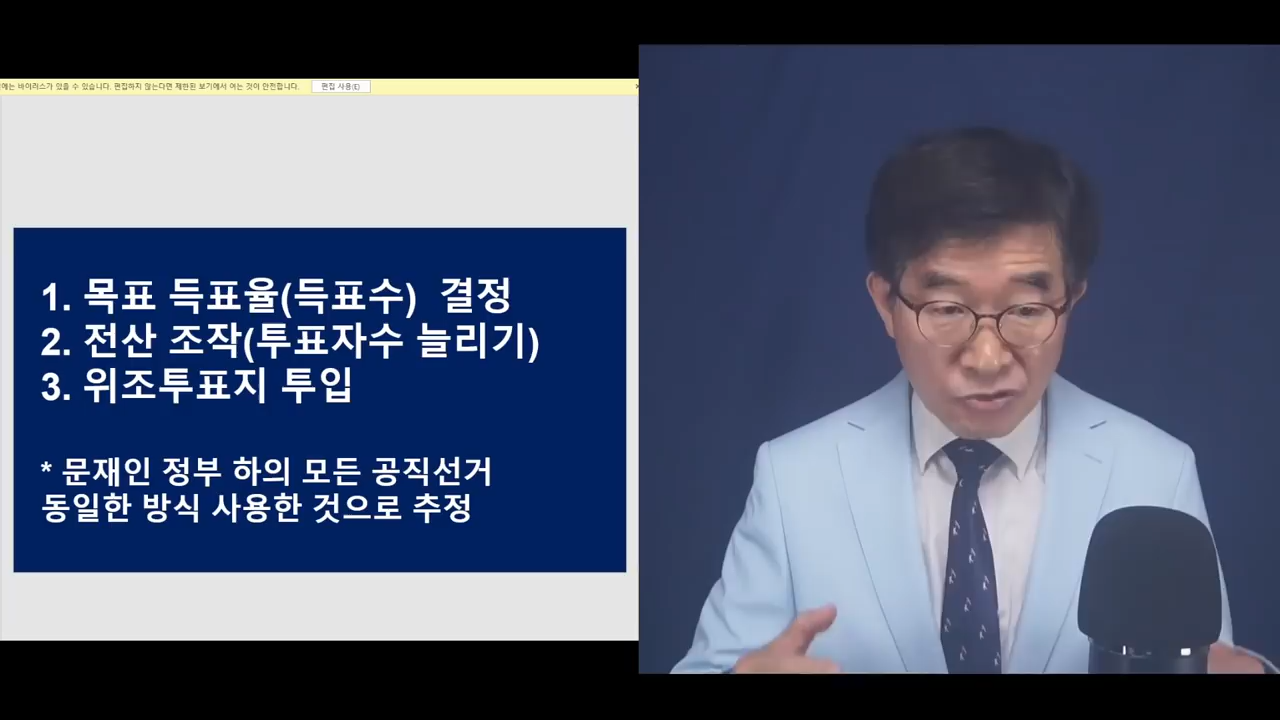 에는 바이러스가 있을 수 있습니다. 편집하지 않는다면 제한된 보기에서 여는 것이 안전합니다. 편집 사용(E)
1. 목표 득표율(득표수) 결정
2. 전산 조작(투표자수 늘리기)
3. 위조투표지 투입
* 문재인 정부 하의 모든 공직선거
동일한 방식 사용한 것으로 추정